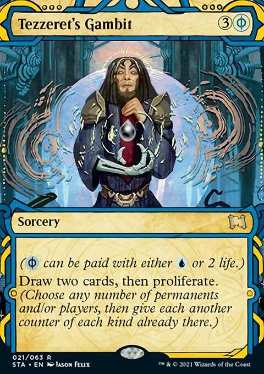 Tezzeret's Gambit 3
Sorcery
( can be paid with either or 2 life.)
Draw two cards, then proliferate.
(Choose any number of permanents
and/or players, then give each another
counter of each kind already there.)
021/063 R
STA • EN Jason Felix
™ & © 2021 Wizards of the Coast